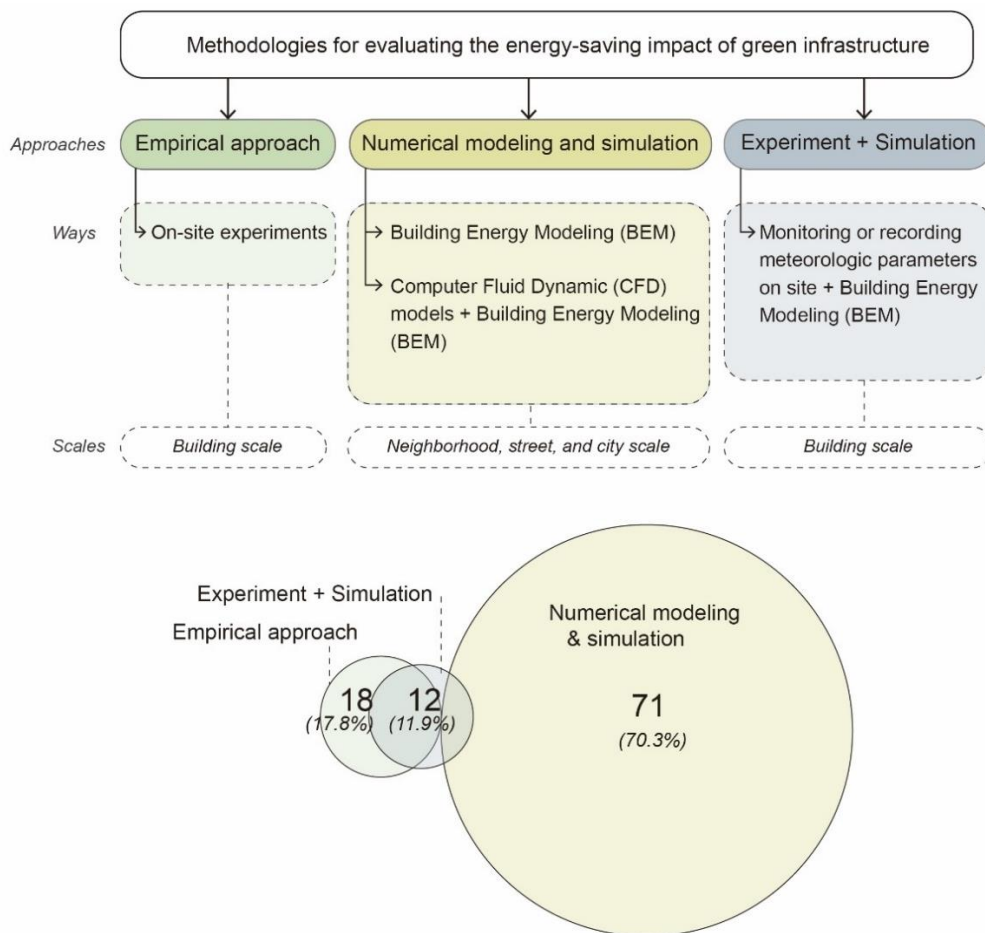 Methodologies for evaluating the energy-saving impact of green infrastructure
Approaches
Empirical approach
Numerical modeling and simulation
Experiment + Simulation
Ways
On-site experiments
Building Energy Modeling (BEM)
Computer Fluid Dynamic (CFD)
models + Building Energy Modeling
(BEM)
Monitoring or recording
meteorologic parameters
on site + Building Energy
Modeling (BEM)
Scales
Building scale
Neighborhood, street, and city scale
Building scale
Experiment + Simulation
Empirical approach
Numerical modeling
& simulation
18
(17.8%)
12
(11.9%)
71
(70.3%)